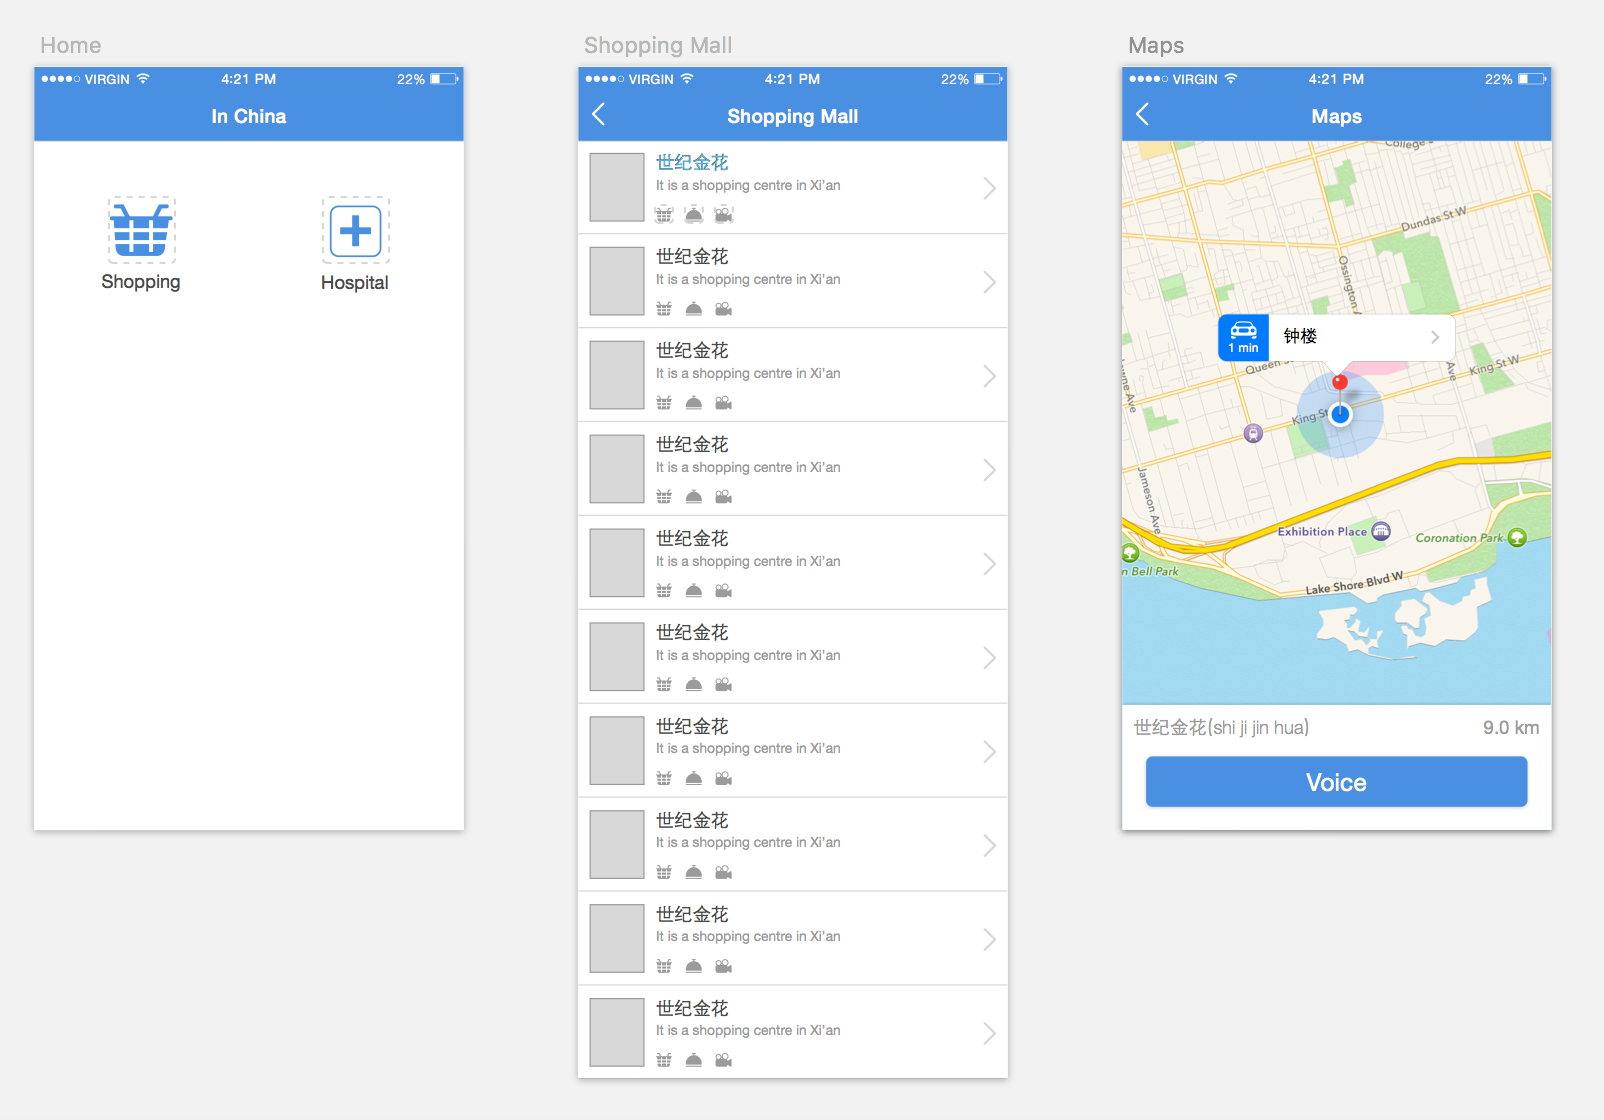 Home
VIRGIN 4:21 PM 22%
In China
Shopping
Hospital
Shopping Mall
VIRGIN 4:21 PM 22%
Shopping Mall
世纪金花
It is a shopping centre in Xi'an
世纪金花
It is a shopping centre in Xi'an
世纪金花
It is a shopping centre in Xi'an
世纪金花
It is a shopping centre in Xi'an
世纪金花
It is a shopping centre in Xi'an
世纪金花
It is a shopping centre in Xi'an
世纪金花
It is a shopping centre in Xi'an
世纪金花
It is a shopping centre in Xi'an
世纪金花
It is a shopping centre in Xi'an
世纪金花
It is a shopping centre in Xi'an
Maps
VIRGIN 4:21 PM 22%
Maps
College
Dundas St W
Ossington A
1 min
钟楼
Queen S
Ave
King St W
wne Ave
King St
Jameson Ave
Exhibition Place
Coronation Park
n Bell Park
Lake Shore Blvd W
世纪金花(shi ji jin hua) 9.0 km
Voice